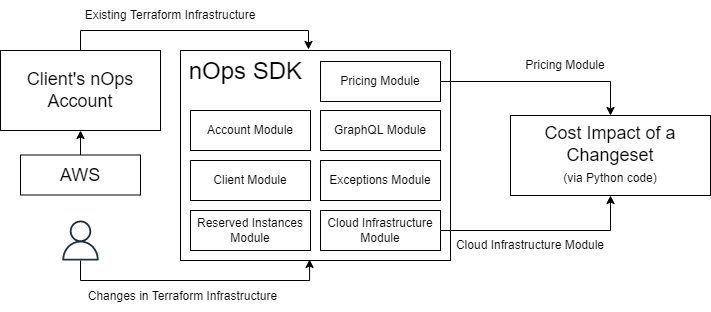 Existing Terraform Infrastructure
Client's nOps
Account
AWS
nOps SDK
Pricing Module
Account Module
GraphQL Module
Client Module
Exceptions Module
Reserved Instances
Module
Cloud Infrastructure
Module
Pricing Module
Cost Impact of a
Changeset
(via Python code)
Cloud Infrastructure Module
Changes in Terraform Infrastructure